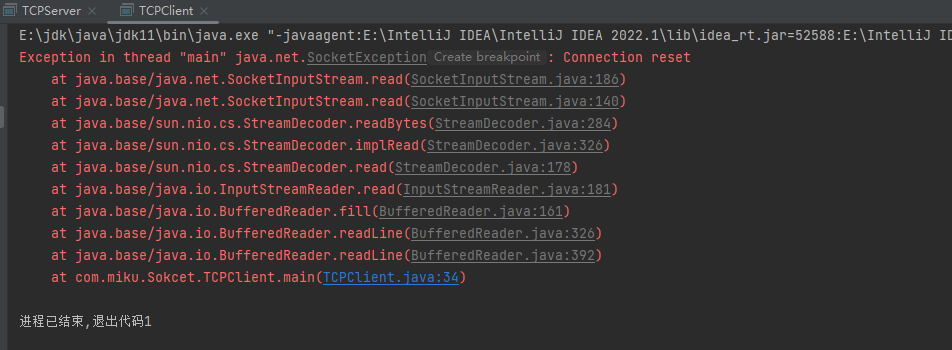 TCPServer × TCPClient ×
E:\jdk\java\jdk11\bin\java.exe "-javaagent:E:\IntelliJ IDEA\IntelliJ IDEA 2022.1\lib\idea_rt.jar=52588:E:\IntelliJ ID
Exception in thread "main" java.net.SocketException Create breakpoint : Connection reset
at java.base/java.net.SocketInputStream.read(SocketInputStream.java:186)
at java.base/java.net.SocketInputStream.read(SocketInputStream.java:140)
at java.base/sun.nio.cs.StreamDecoder.readBytes(StreamDecoder.java:284)
at java.base/sun.nio.cs.StreamDecoder.implRead(StreamDecoder.java:326)
at java.base/sun.nio.cs.StreamDecoder.read(StreamDecoder.java:178)
at java.base/java.io.InputStreamReader.read(InputStreamReader.java:181)
at java.base/java.io.BufferedReader.fill(BufferedReader.java:161)
at java.base/java.io.BufferedReader.readLine(BufferedReader.java:326)
at java.base/java.io.BufferedReader.readLine(BufferedReader.java:392)
at com.miku.Sokcet.TCPClient.main(TCPClient.java:34)
进程已结束,退出代码1